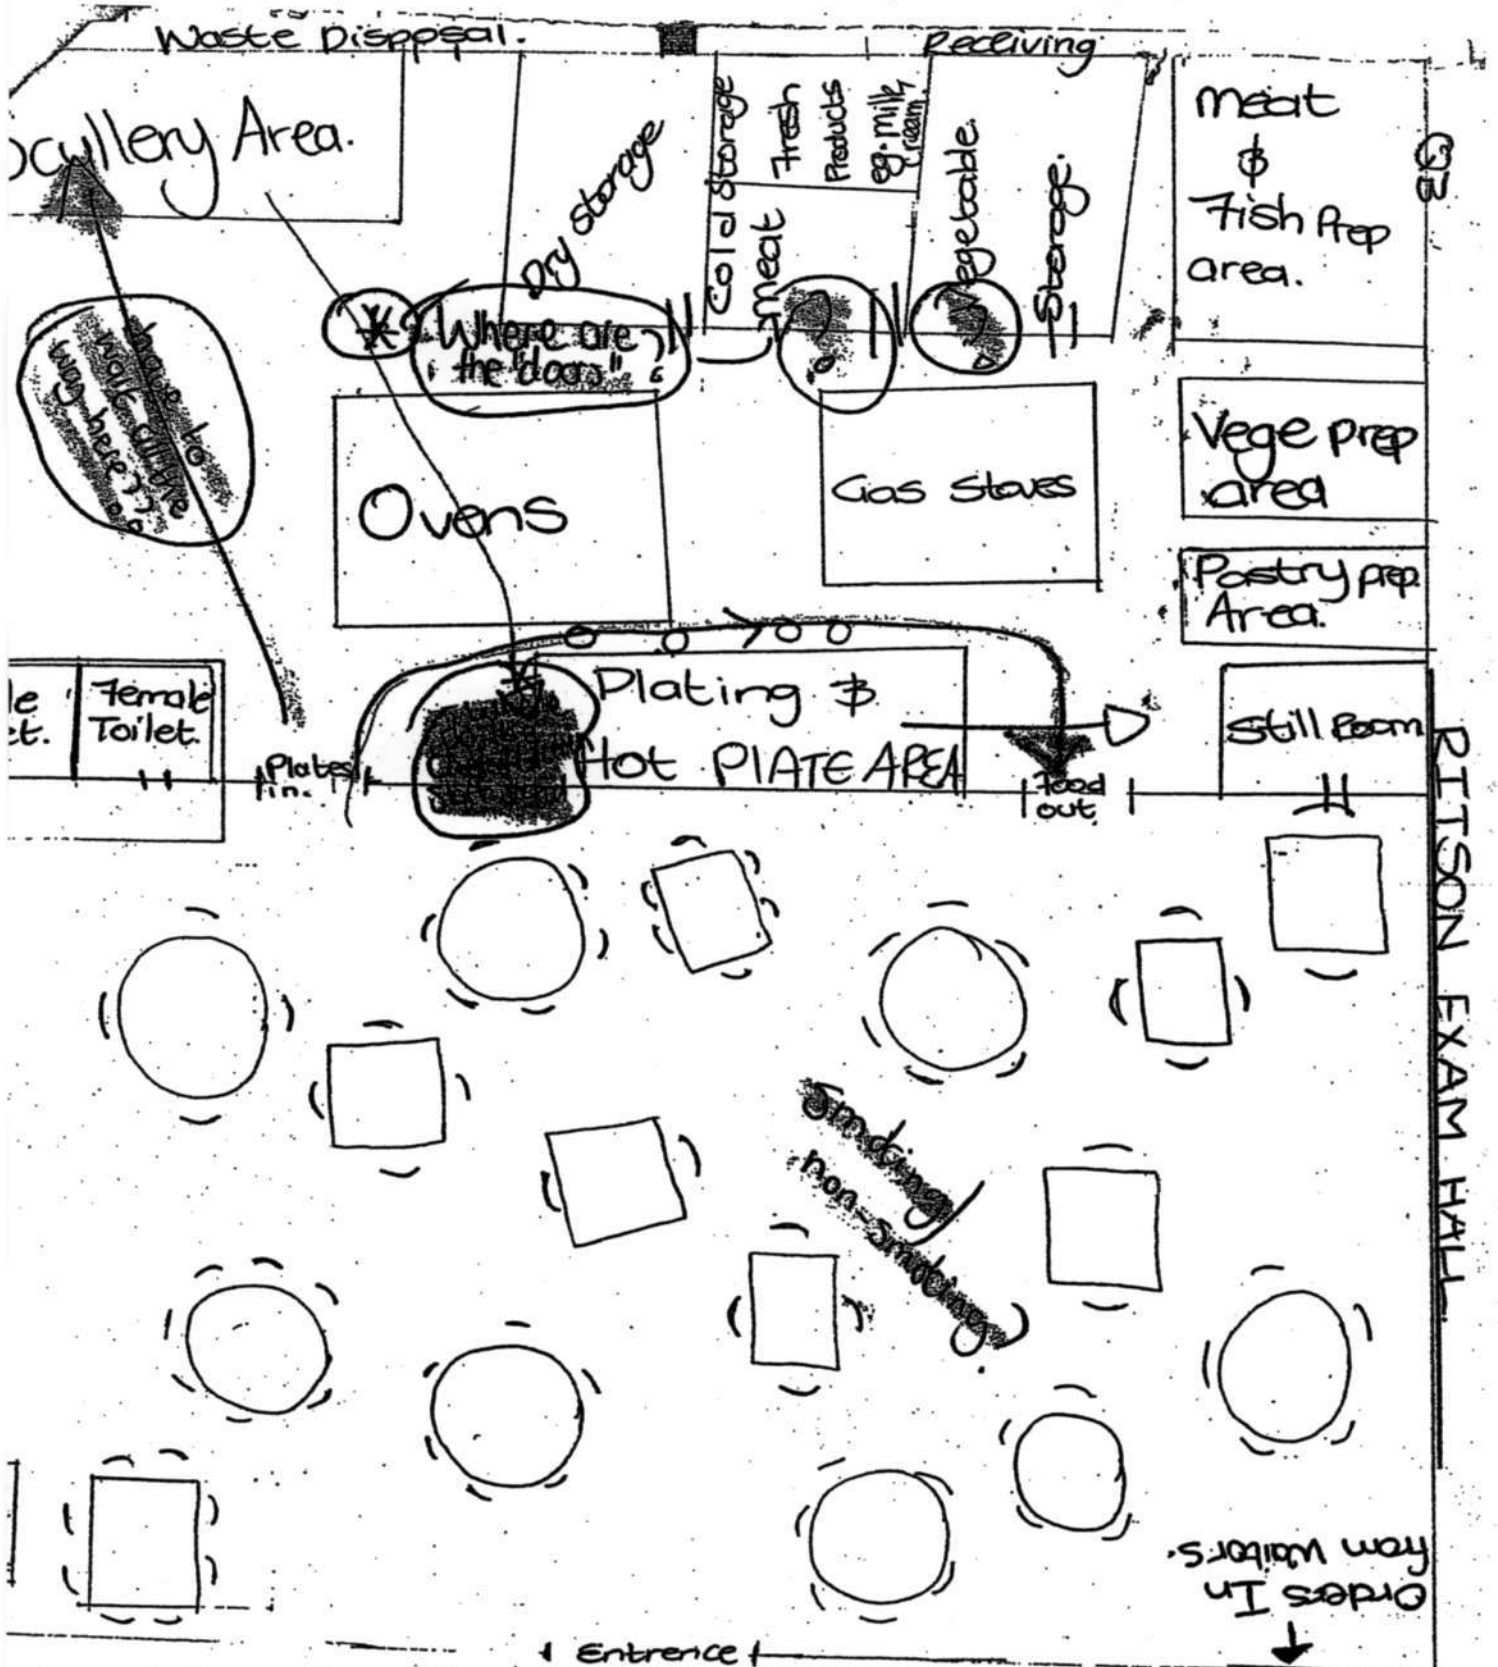 Waste Disposal.
Receiving
Scullery Area.
Dry storage
Cold storage
meat
Fresh
Products
eg. milk,
cream.
Vegetable
Storage.
meat
&
Fish Prep
area.
Q3
Where are
the "doors"
?
?
?
have to
walk all the
way here??
Ovens
Gas Stoves
Vege prep
area
Pastry prep
Area.
Female
Toilet.
Plates
in.
Plating &
Hot PLATE AREA
Food
out.
Still Room
RITSON EXAM HALL
Smoking/
non-smoking.
Orders In
from waitors.
Entrence